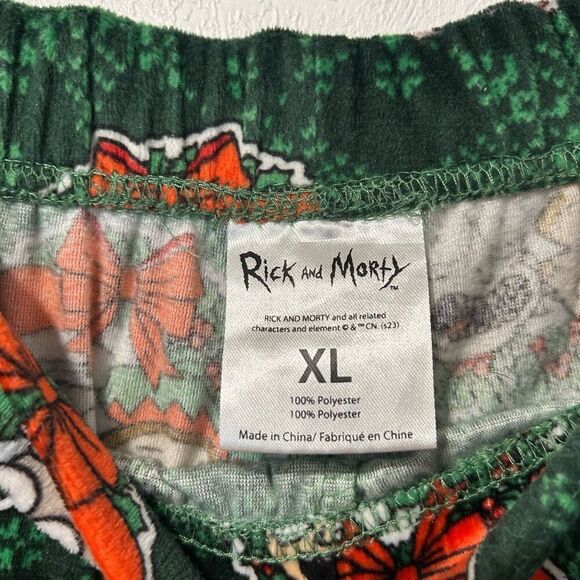 Rick and Morty™
RICK AND MORTY and all related
characters and element © & ™ CN. (s23)
XL
100% Polyester
100% Polyester
Made in China/ Fabriqué en Chine